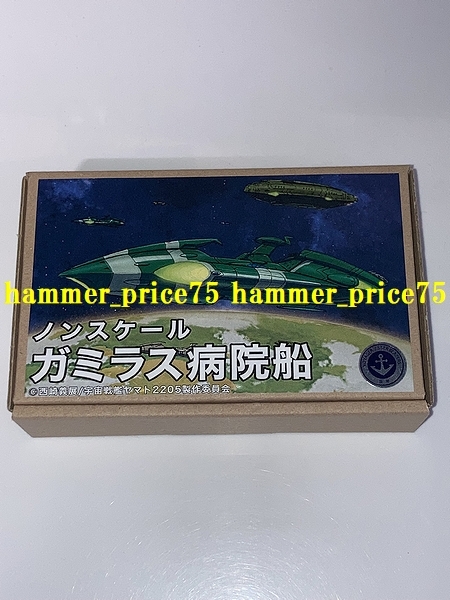 hammer_price75 hammer_price75
ノンスケール
ガミラス病院船
©西﨑義展/宇宙戦艦ヤマト2205製作委員会